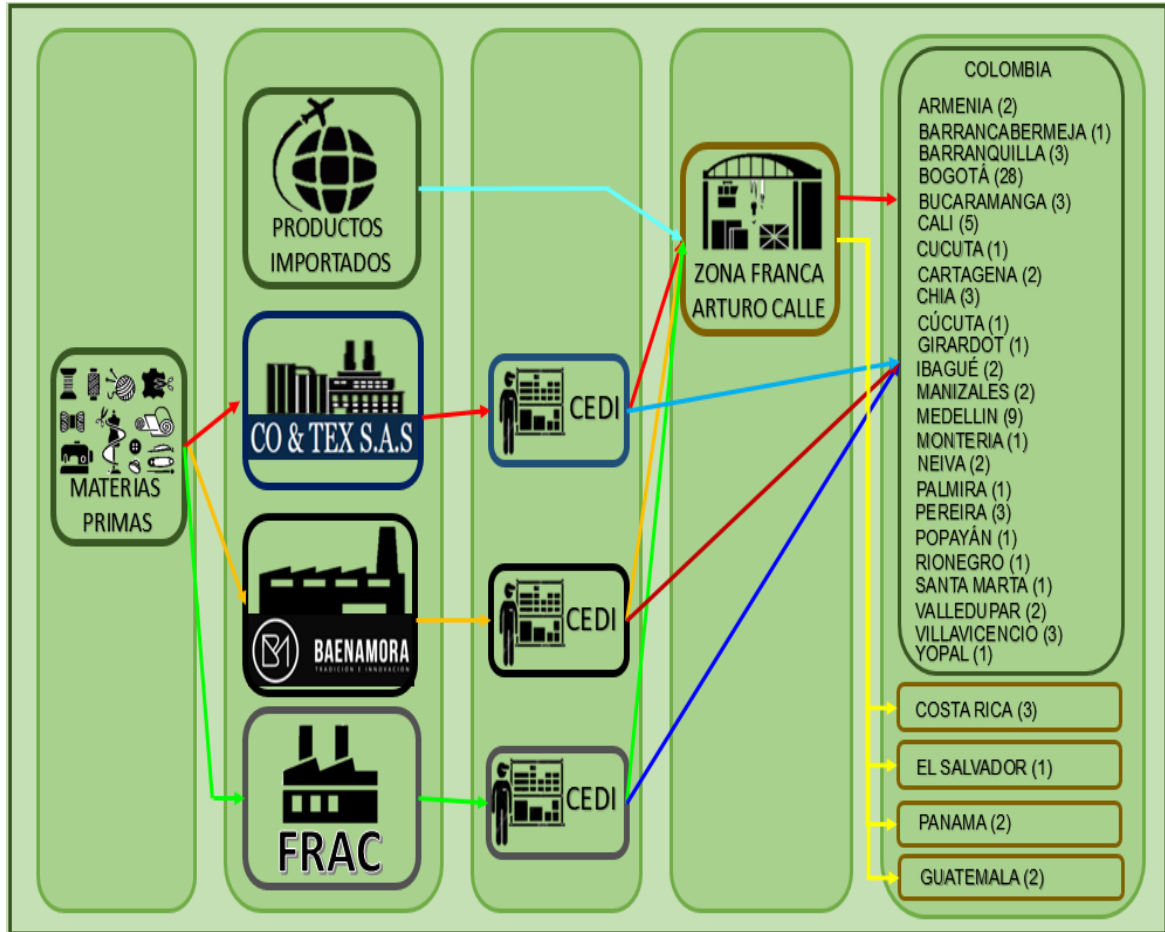 PRODUCTOS
IMPORTADOS
MATERIAS
PRIMAS
CO & TEX S.A.S
BM
BAENAMORA
TRADICIÓN E INNOVACIÓN
FRAC
CEDI
CEDI
CEDI
ZONA FRANCA
ARTURO CALLE
COLOMBIA
ARMENIA (2)
BARRANCABERMEJA (1)
BARRANQUILLA (3)
BOGOTÁ (28)
BUCARAMANGA (3)
CALI (5)
CUCUTA (1)
CARTAGENA (2)
CHIA (3)
CÚCUTA (1)
GIRARDOT (1)
IBAGUÉ (2)
MANIZALES (2)
MEDELLIN (9)
MONTERIA (1)
NEIVA (2)
PALMIRA (1)
PEREIRA (3)
POPAYÁN (1)
RIONEGRO (1)
SANTA MARTA (1)
VALLEDUPAR (2)
VILLAVICENCIO (3)
YOPAL (1)
COSTA RICA (3)
EL SALVADOR (1)
PANAMA (2)
GUATEMALA (2)